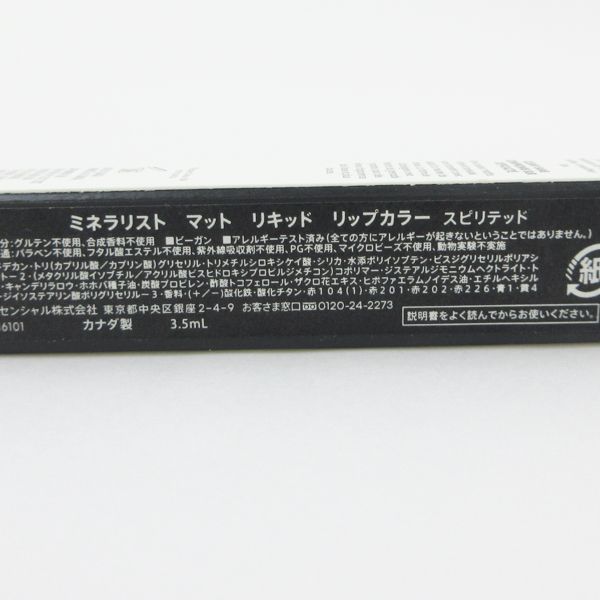 ミネラリスト マット リキッド リップカラー スピリテッド
分:グルテン不使用、合成香料不使用 ■ビーガン ■アレルギーテスト済み(全ての方にアレルギーが起きないということではありません。)
通:パラベン不使用、フタル酸エステル不使用、紫外線吸収剤不使用、PG不使用、マイクロビーズ不使用、動物実験不実施
デカン・トリ(カプリル酸/カプリン酸)グリセリル・トリメチルシロキシケイ酸・シリカ・水添ポリイソブテン・ビスジグリセリルポリアシ
トー2・(メタクリル酸イソブチル/アクリル酸ビスヒドロキシプロピルジメチコン)コポリマー・ジステアルジモニウムヘクトライト・ト
・キャンデリラロウ・ホホバ種子油・炭酸プロピレン・酢酸トコフェロール・ザクロ花エキス・ヒポファエラムノイデス油・エチルヘキシル
ージイソステアリン酸ポリグリセリルー3・香料・(+/ー)酸化鉄・酸化チタン・赤104(1)・赤201・赤202・赤226・青1・黄4
センシャル株式会社 東京都中央区銀座2-4-9 お客さま窓口 0120-24-2273
6101 カナダ製 3.5mL
説明書をよく読んでからお使いください。
紙